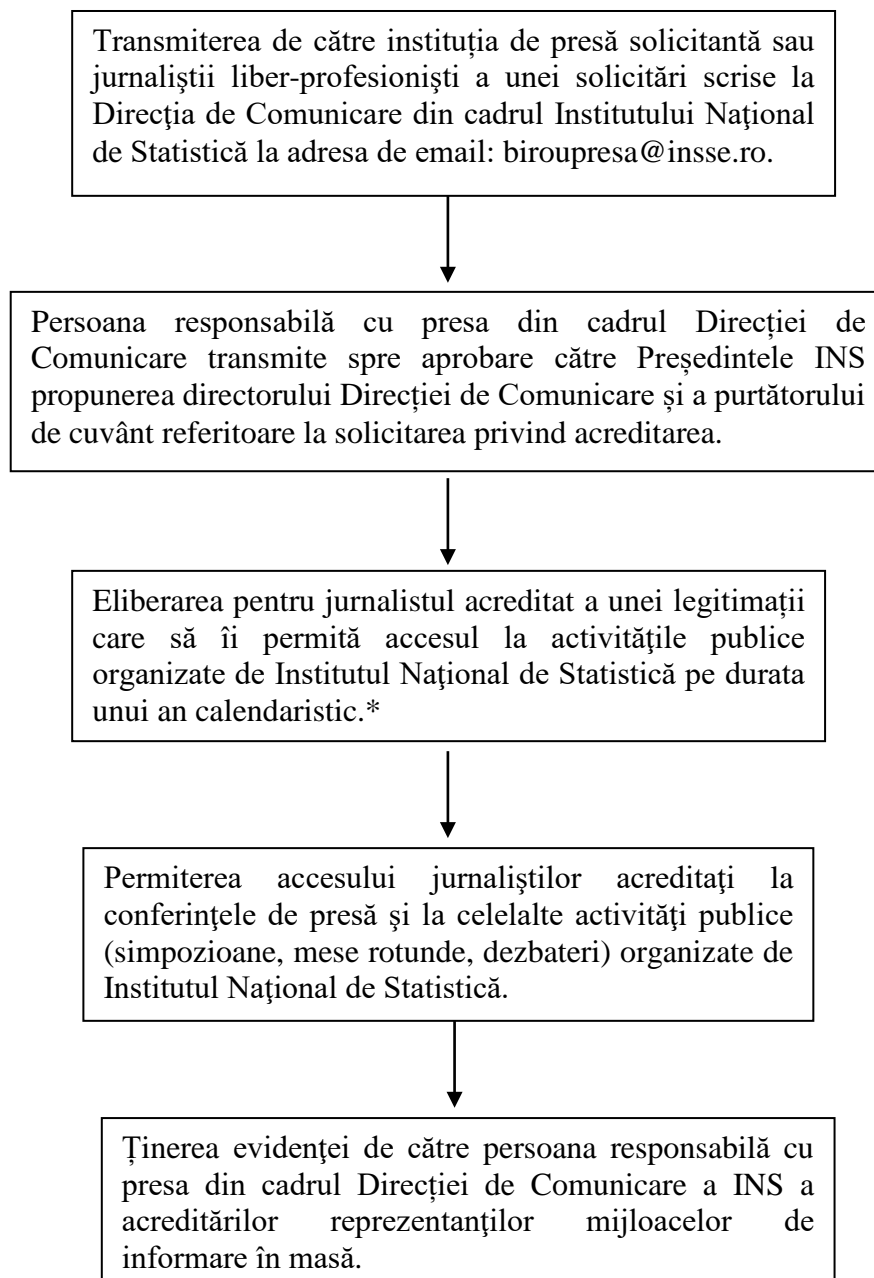 Transmiterea de către instituția de presă solicitantă sau
jurnaliştii liber-profesionişti a unei solicitări scrise la
Direcţia de Comunicare din cadrul Institutului Naţional
de Statistică la adresa de email: biroupresa@insse.ro.
Persoana responsabilă cu presa din cadrul Direcției de
Comunicare transmite spre aprobare către Președintele INS
propunerea directorului Direcției de Comunicare și a purtătorului
de cuvânt referitoare la solicitarea privind acreditarea.
Eliberarea pentru jurnalistul acreditat a unei legitimații
care să îi permită accesul la activităţile publice
organizate de Institutul Naţional de Statistică pe durata
unui an calendaristic.*
Permiterea accesului jurnaliştilor acreditaţi la
conferinţele de presă şi la celelalte activităţi publice
(simpozioane, mese rotunde, dezbateri) organizate de
Institutul Naţional de Statistică.
Ținerea evidenţei de către persoana responsabilă cu
presa din cadrul Direcției de Comunicare a INS a
acreditărilor reprezentanţilor mijloacelor de
informare în masă.